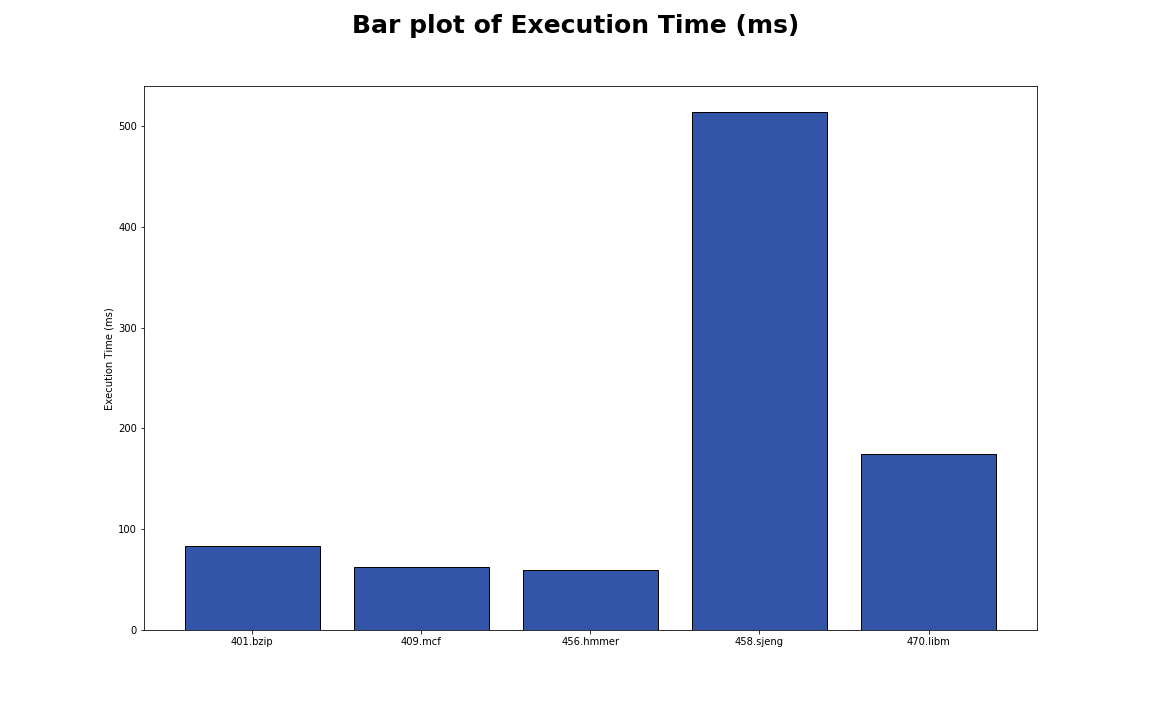 Bar plot of Execution Time (ms)
Execution Time (ms)
500
400
300
200
100
0
401.bzip 409.mcf 456.hmmer 458.sjeng 470.libm